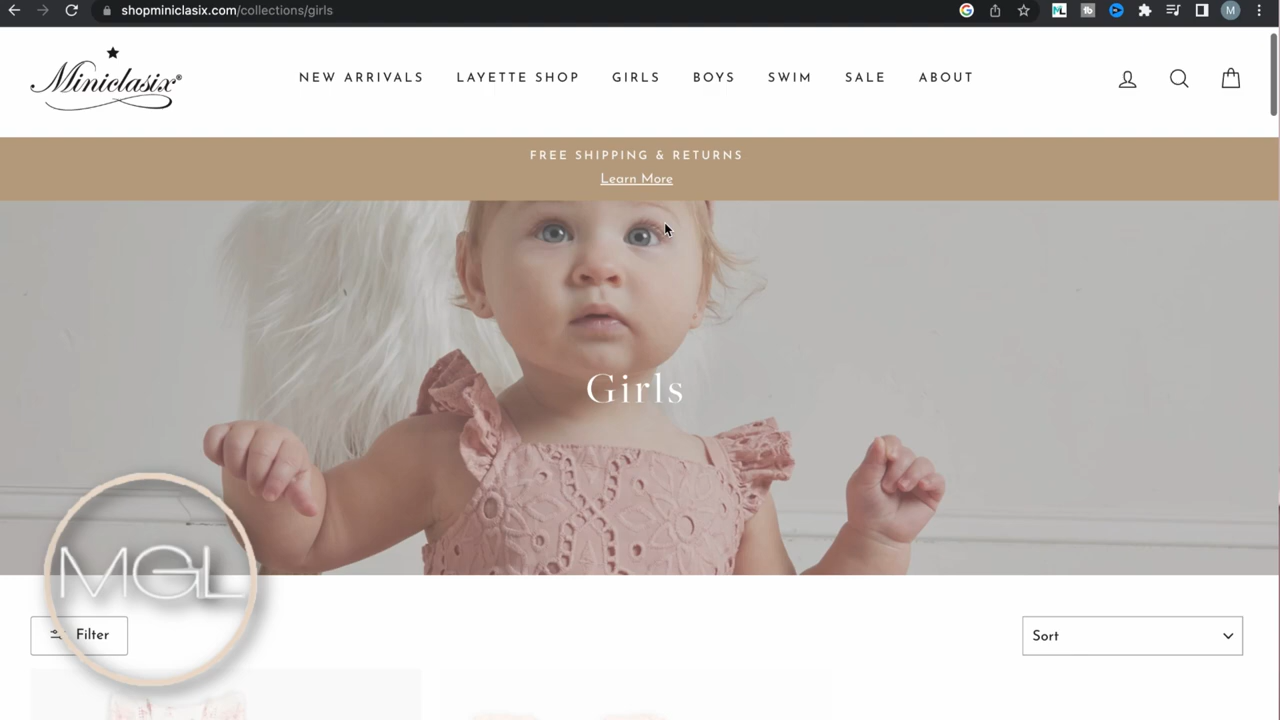 shopminiclasix.com/collections/girls
M
Miniclasix®
NEW ARRIVALS LAYETTE SHOP GIRLS BOYS SWIM SALE ABOUT
FREE SHIPPING & RETURNS
Learn More
Girls
MGL
Filter
Sort